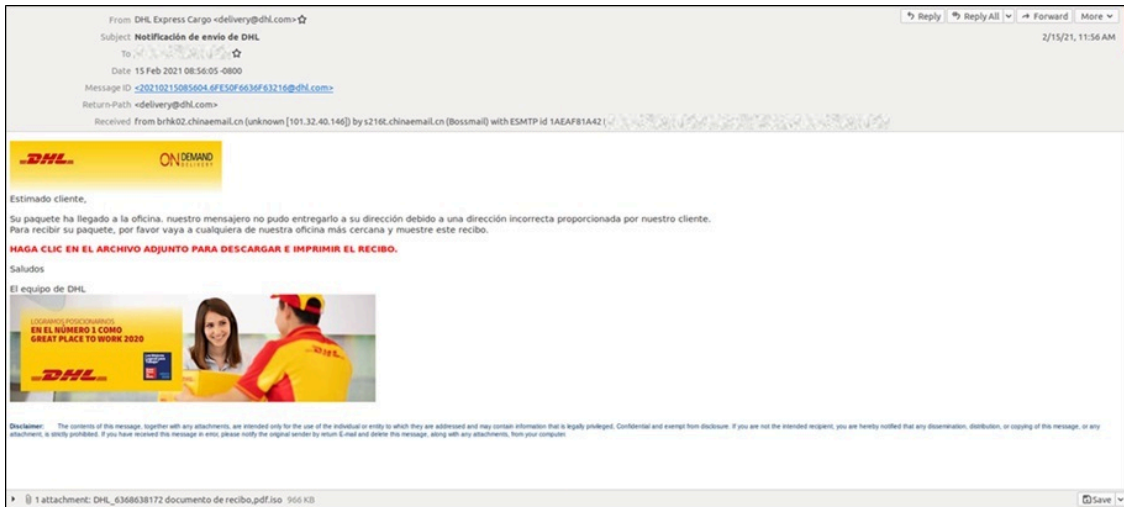 From DHL Express Cargo <delivery@dhl.com>
Reply Reply All Forward More
Subject Notificación de envío de DHL
2/15/21, 11:56 AM
To
Date 15 Feb 2021 08:56:05 -0800
Message ID <20210215085604.6FE50F6636F63216@dhl.com>
Return-Path <delivery@dhl.com>
Received from brhk02.chinaemail.cn (unknown [101.32.40.146]) by s216t.chinaemail.cn (Bossmail) with ESMTP id 1AEAF81A42 (
DHL ON DEMAND DELIVERY
Estimado cliente,
Su paquete ha llegado a la oficina. nuestro mensajero no pudo entregarlo a su dirección debido a una dirección incorrecta proporcionada por nuestro cliente.
Para recibir su paquete, por favor vaya a cualquiera de nuestra oficina más cercana y muestre este recibo.
HAGA CLIC EN EL ARCHIVO ADJUNTO PARA DESCARGAR E IMPRIMIR EL RECIBO.
Saludos
El equipo de DHL
LOGRAMOS POSICIONARNOS
EN EL NÚMERO 1 COMO
GREAT PLACE TO WORK 2020
DHL
DHL
Disclaimer: The contents of this message, together with any attachments, are intended only for the use of the individual or entity to which they are addressed and may contain information that is legally privileged, Confidential and exempt from disclosure. If you are not the intended recipient, you are hereby notified that any dissemination, distribution, or copying of this message, or any
attachment, is strictly prohibited. If you have received this message in error, please notify the original sender by return E-mail and delete this message, along with any attachments, from your computer.
1 attachment: DHL_6368638172 documento de recibo,pdf.iso 966 KB
Save